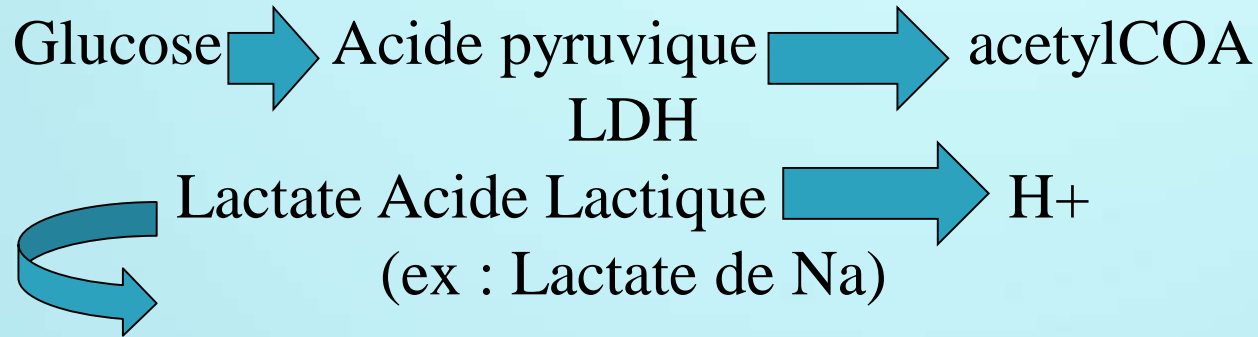 Glucose Acide pyruvique acetylCOA
LDH
Lactate Acide Lactique H+
(ex : Lactate de Na)